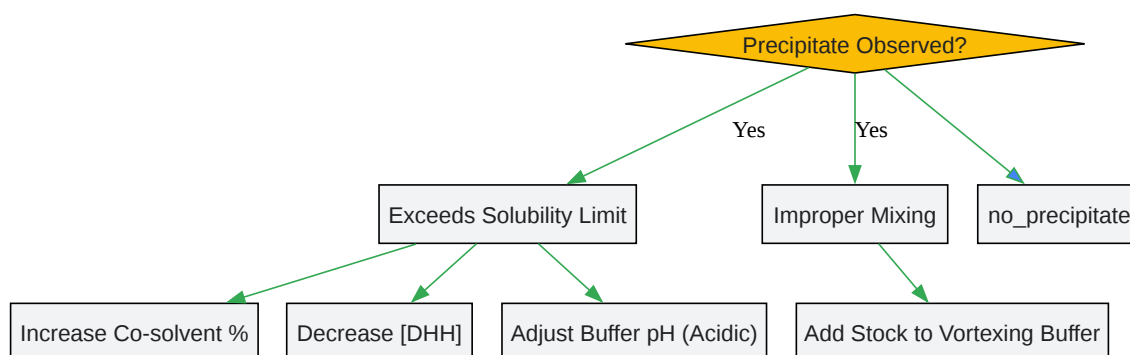 Precipitate Observed?
Yes
Yes
Exceeds Solubility Limit
Improper Mixing
no_precipitate
Increase Co-solvent %
Decrease [DHH]
Adjust Buffer pH (Acidic)
Add Stock to Vortexing Buffer